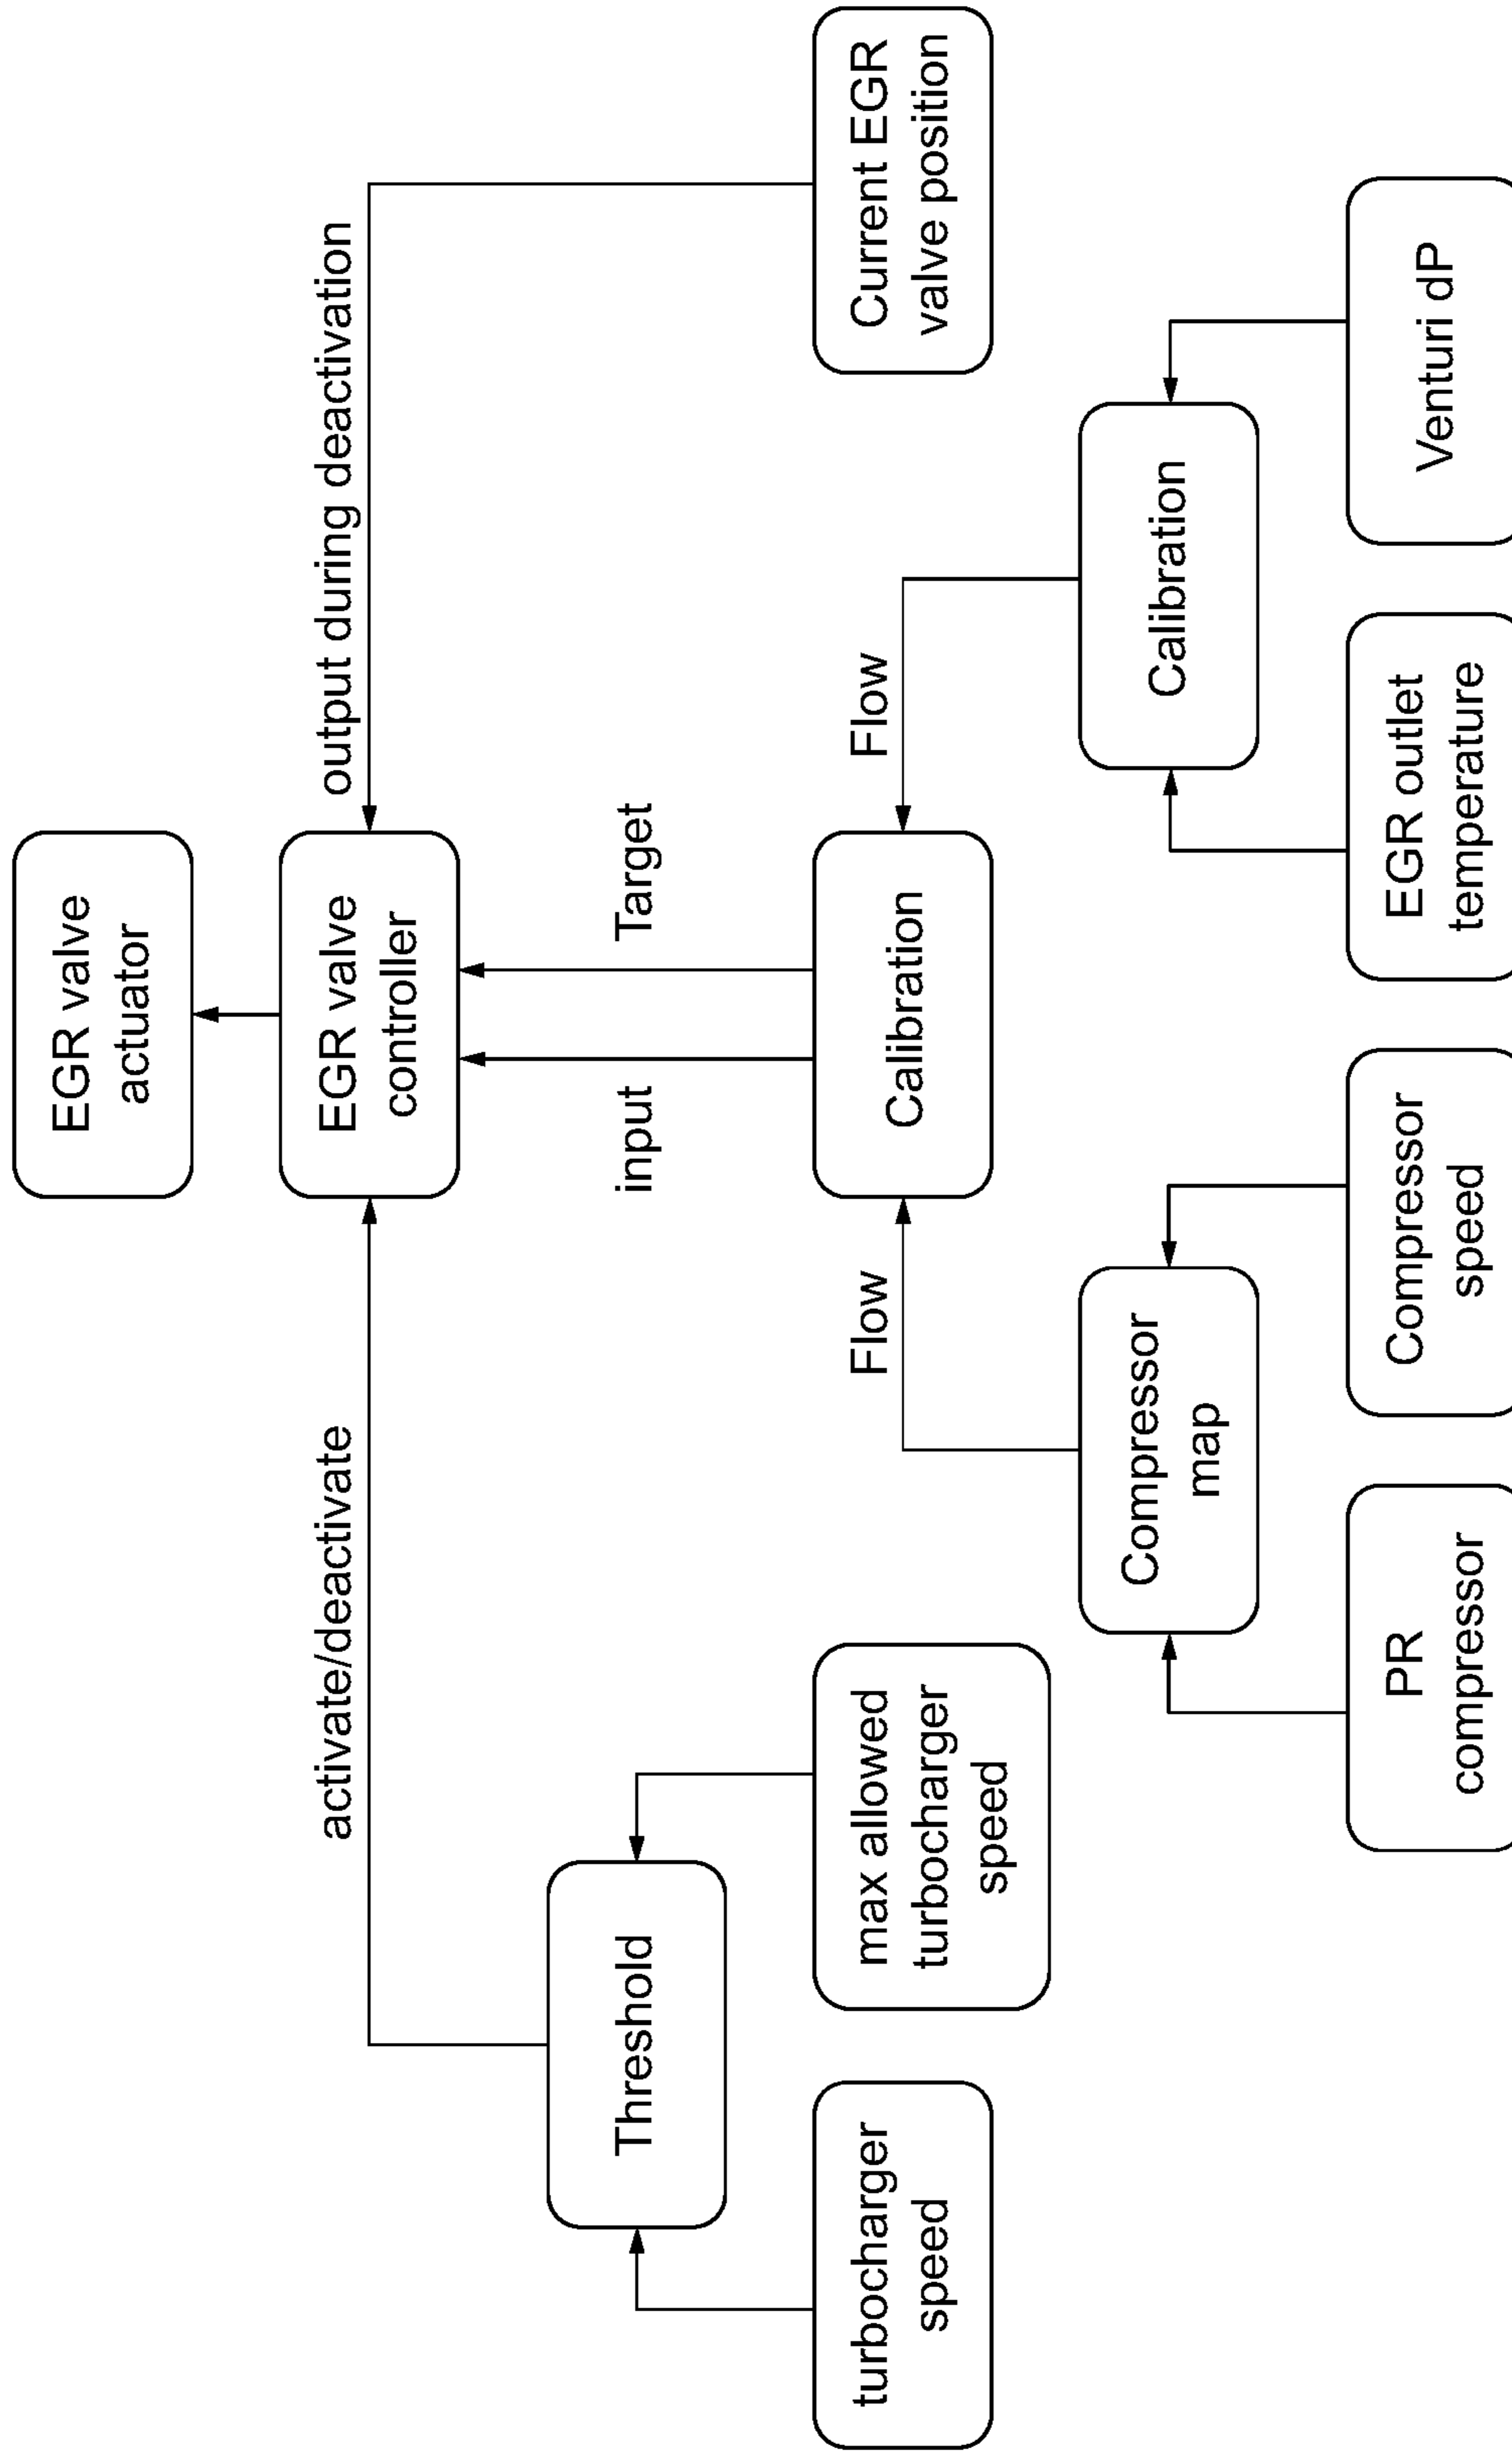 EGR valve
actuator
activate/deactivate
EGR valve
controller
output during deactivation
Threshold
input
Target
turbocharger
speed
max allowed
turbocharger
speed
Flow
Calibration
Flow
Current EGR
valve position
Compressor
map
Calibration
PR
compressor
Compressor
speed
EGR outlet
temperature
Venturi dP